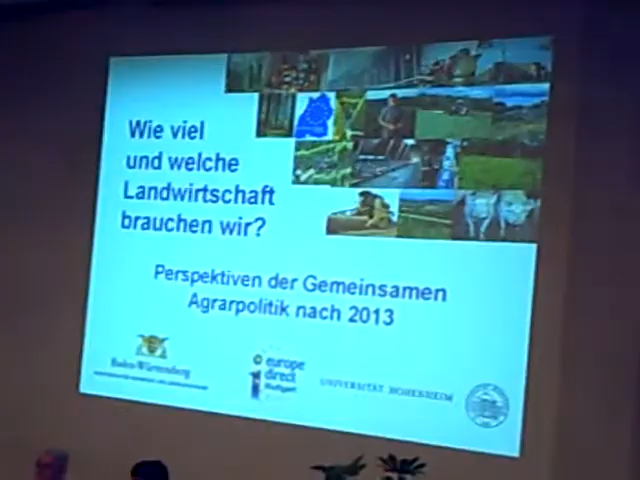 Wie viel
und welche
Landwirtschaft
brauchen wir?
Perspektiven der Gemeinsamen
Agrarpolitik nach 2013
Baden-Württemberg
europe
direct
Stuttgart
UNIVERSITÄT HOHENHEIM